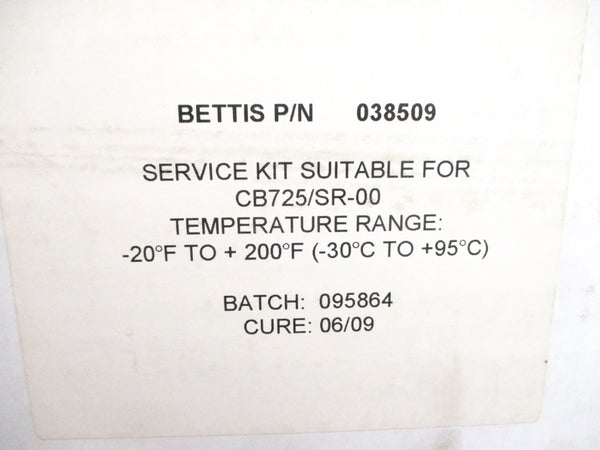 BETTIS P/N 038509
SERVICE KIT SUITABLE FOR
CB725/SR-00
TEMPERATURE RANGE:
-20°F TO + 200°F (-30°C TO +95°C)
BATCH: 095864
CURE: 06/09